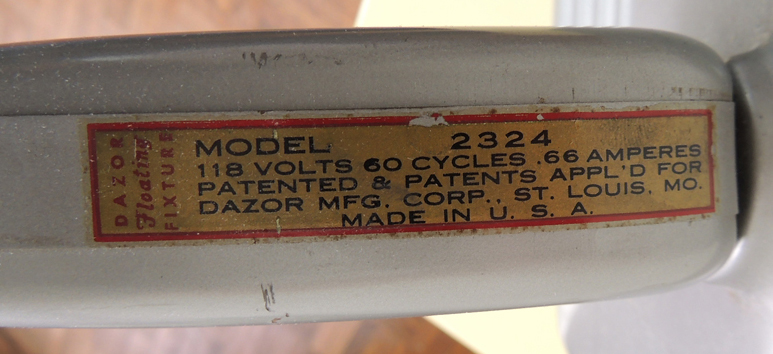 DAZOR
Floating
FIXTURE
MODEL 2324
118 VOLTS 60 CYCLES .66 AMPERES
PATENTED & PATENTS APPL'D FOR
DAZOR MFG. CORP., ST. LOUIS, MO.
MADE IN U. S. A.